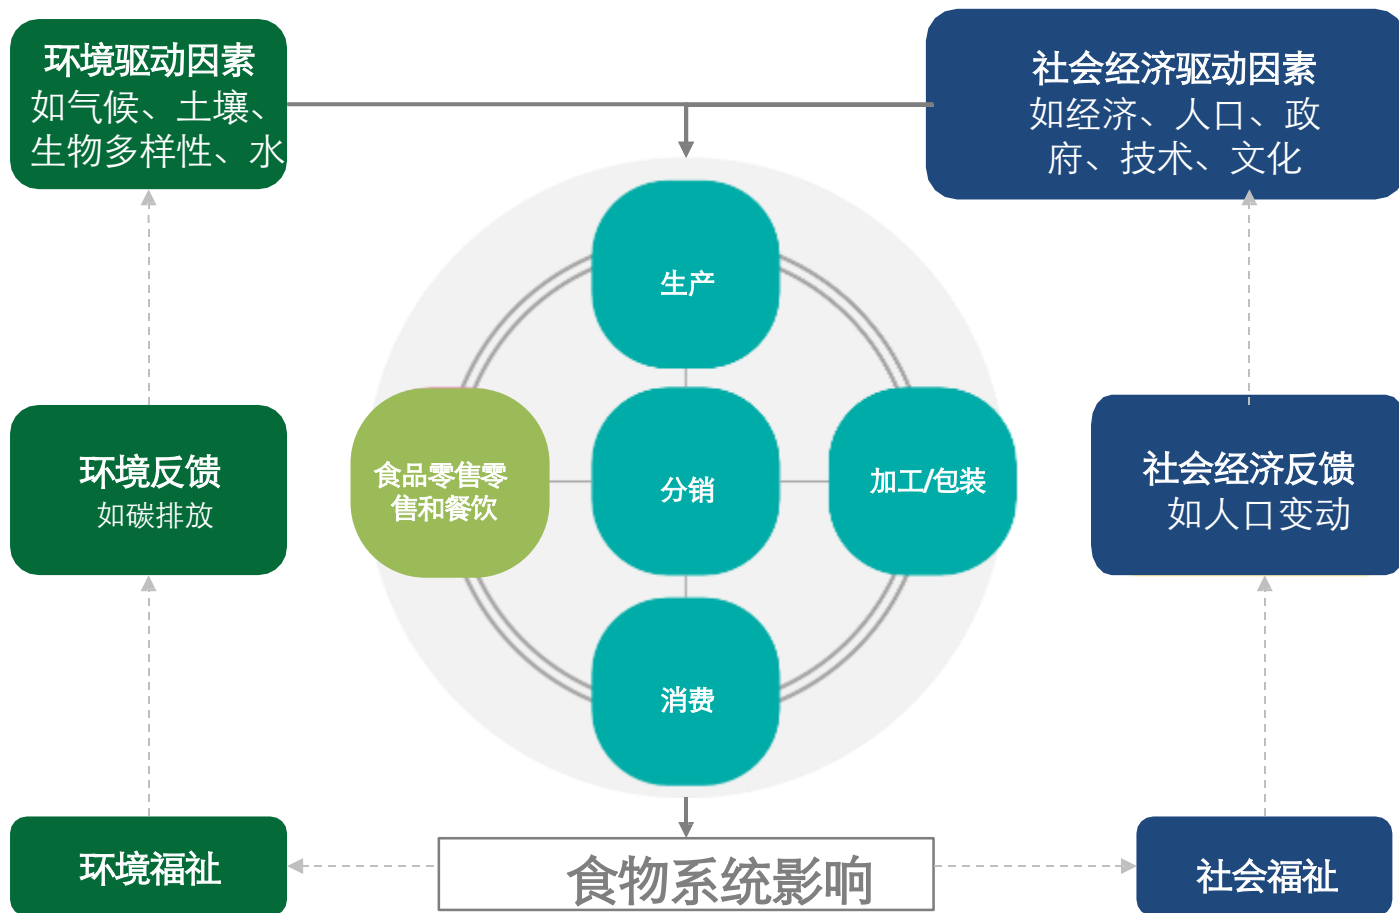 环境驱动因素
如气候、土壤、
生物多样性、水
社会经济驱动因素
如经济、人口、政
府、技术、文化
生产
食品零售零
售和餐饮
分销
加工/包装
环境反馈
如碳排放
社会经济反馈
如人口变动
消费
环境福祉
食物系统影响
社会福祉